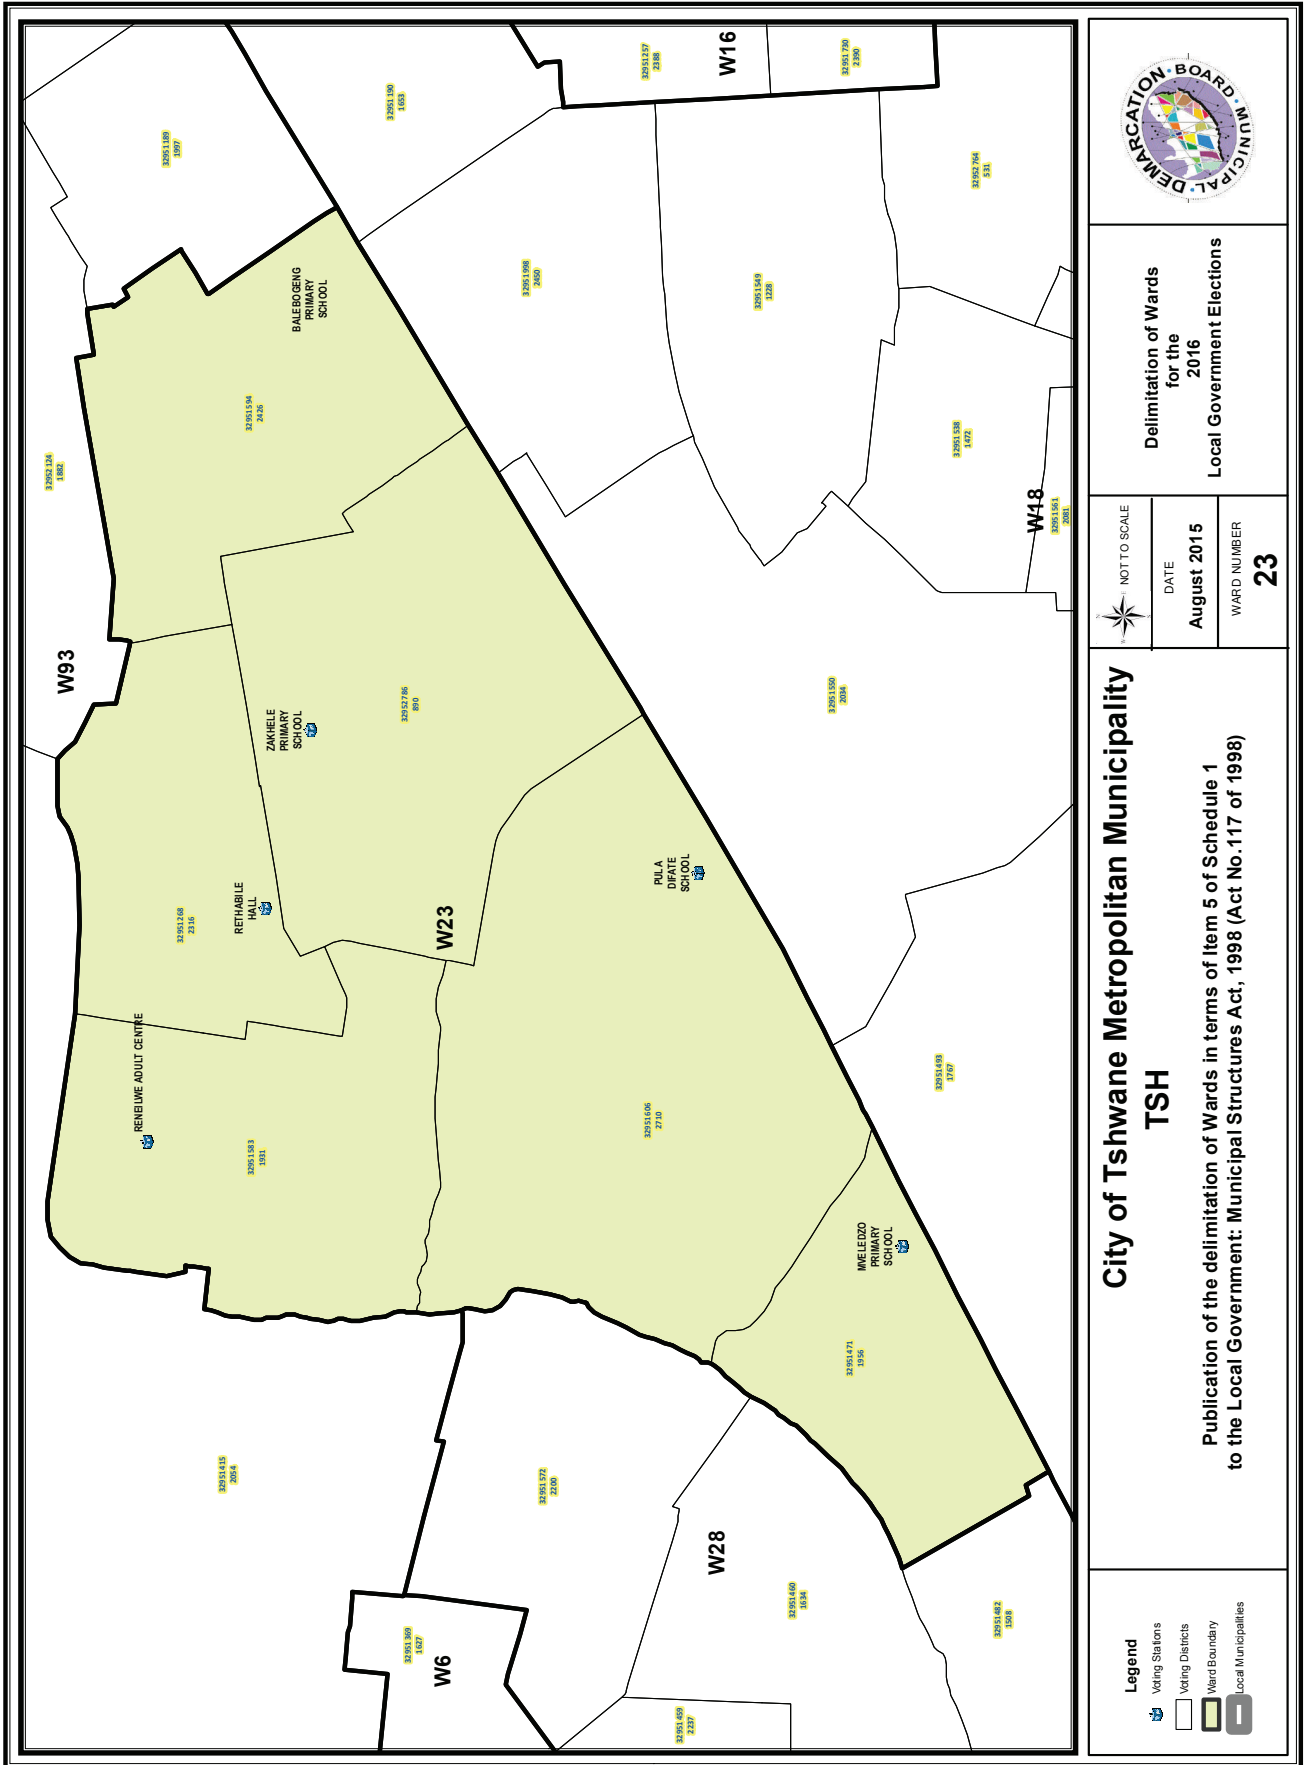 32951257
2388
W16
32951730
2390
32951190
1653
32951189
1997
32952764
531
BALEBOGENG
PRIMARY
SCHOOL
32951998
2450
32951549
1228
32951594
2426
32952124
1882
32951538
1472
W18
32951561
2081
W93
ZAKHELE
PRIMARY
SCHOOL
32952786
890
32951550
2034
PULA
DIFATE
SCHOOL
RETHABILE
HALL
32951268
2316
W23
RENEILWE ADULT CENTRE
32951583
1931
32951606
2710
32951493
1767
MVELEDZO
PRIMARY
SCHOOL
32951471
1956
32951415
2054
32951572
2200
W28
32951460
1634
32951482
1508
32951369
1627
W6
32951459
2237
Legend
Voting Stations
Voting Districts
Ward Boundary
Local Municipalities
City of Tshwane Metropolitan Municipality
TSH
Publication of the delimitation of Wards in terms of Item 5 of Schedule 1
to the Local Government: Municipal Structures Act, 1998 (Act No.117 of 1998)
NOT TO SCALE
DATE
August 2015
WARD NUMBER
23
Delimitation of Wards
for the
2016
Local Government Elections
MUNICIPAL · DEMARCATION · BOARD